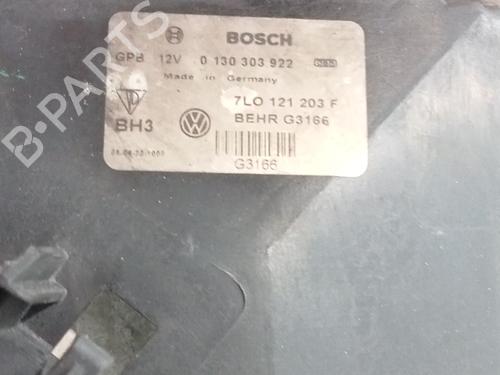 BOSCH
GPB 12V 0 130 303 922
Made in Germany
7L0 121 203 F
BH3 BEHR G3166
G3166
B-PARTS